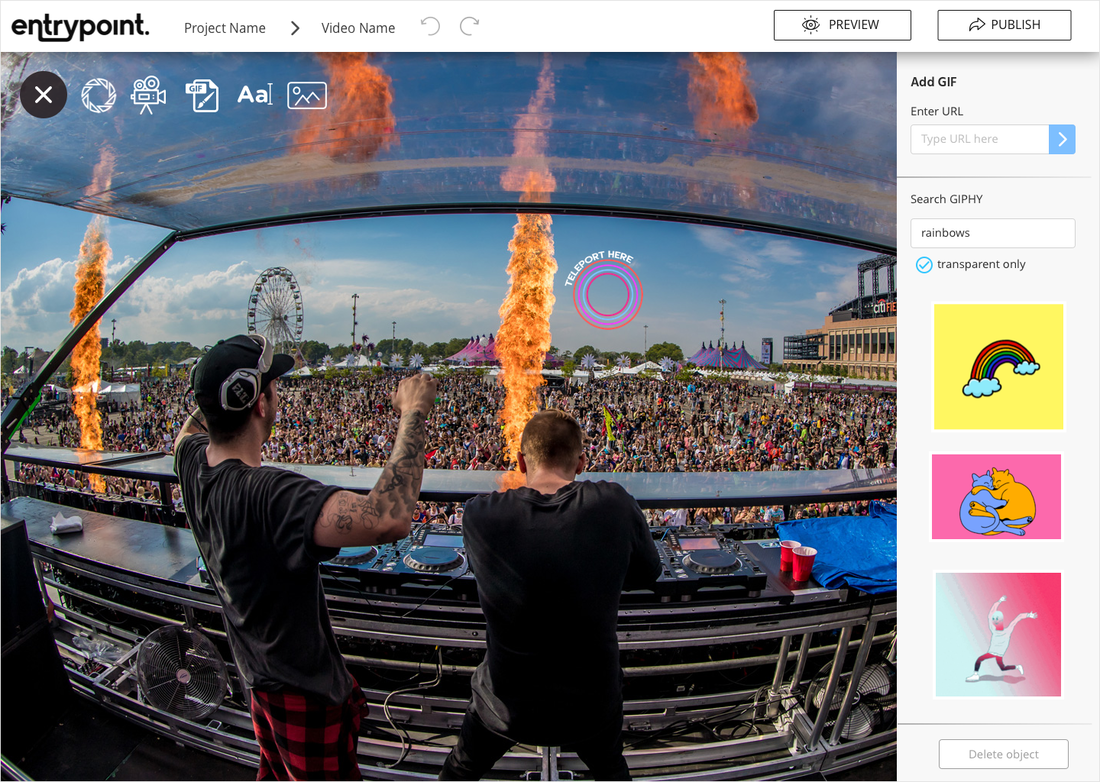 entrypoint.
Project Name
Video Name
PREVIEW
PUBLISH
GIF
Aa
TELEPORT HERE
citi FIE
Add GIF
Enter URL
Type URL here
Search GIPHY
rainbows
transparent only
Delete object